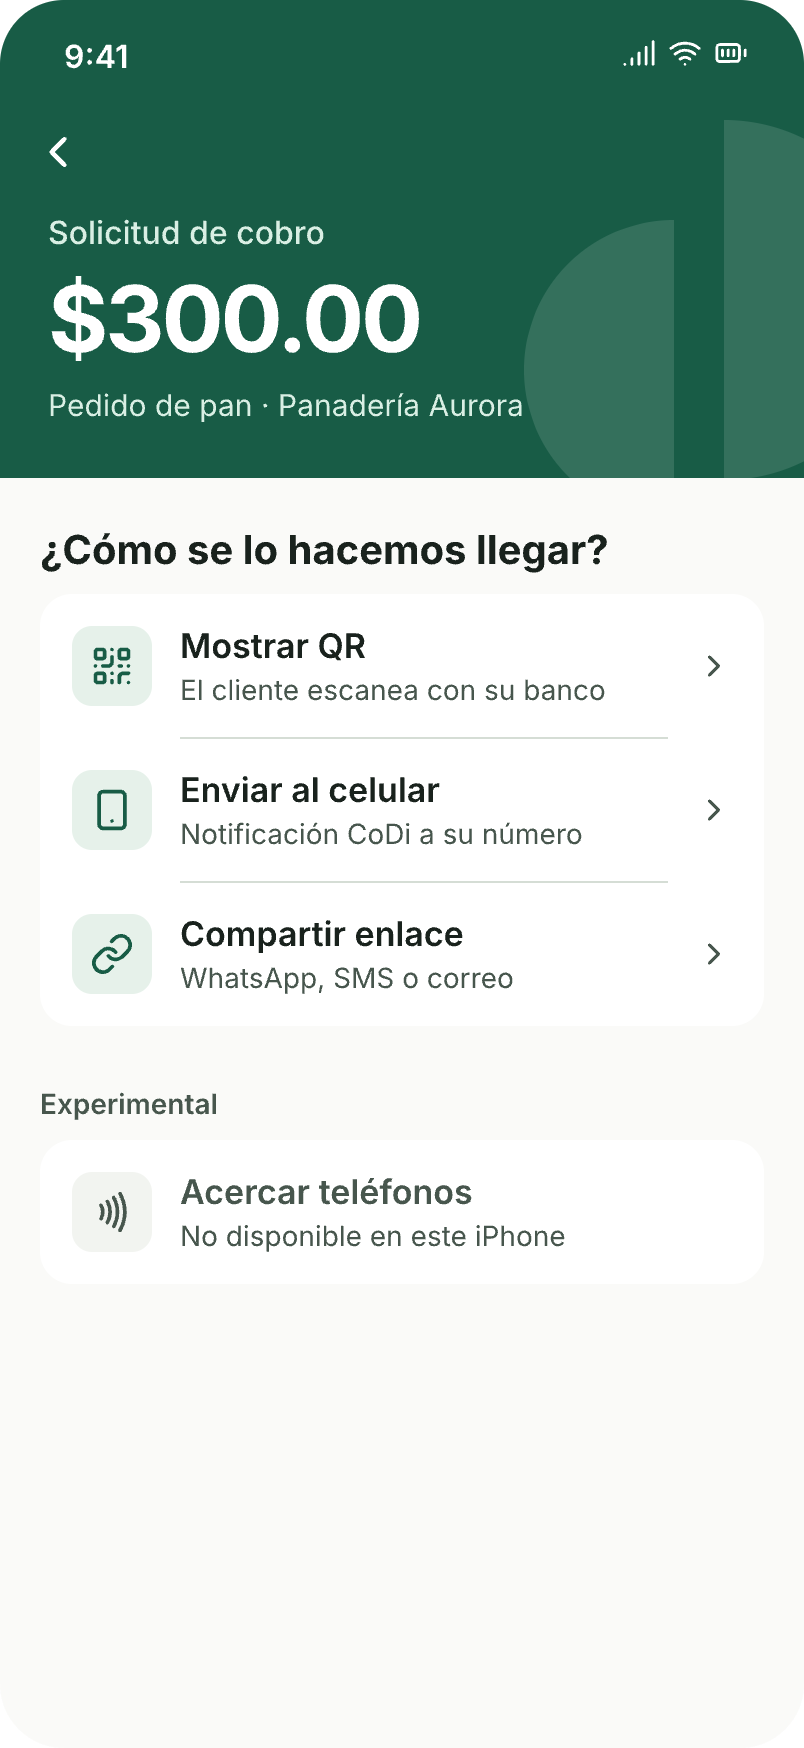 9:41
Solicitud de cobro
$300.00
Pedido de pan · Panadería Aurora
¿Cómo se lo hacemos llegar?
Mostrar QR
El cliente escanea con su banco
Enviar al celular
Notificación CoDi a su número
Compartir enlace
WhatsApp, SMS o correo
Experimental
Acercar teléfonos
No disponible en este iPhone